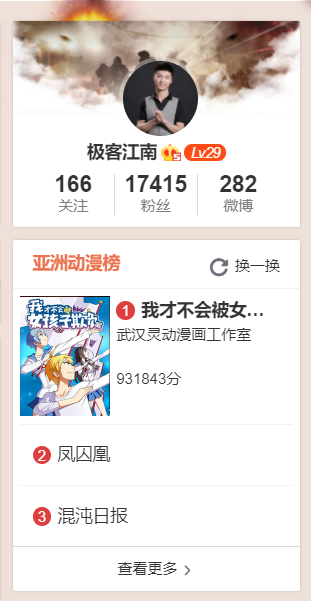 极客江南 5 Lv.29
166 17415 282
关注 粉丝 微博
亚洲动漫榜 换一换
我才不会被
女孩子欺负
1 我才不会被女...
武汉灵动漫画工作室
931843分
2 凤囚凰
3 混沌日报
查看更多 >